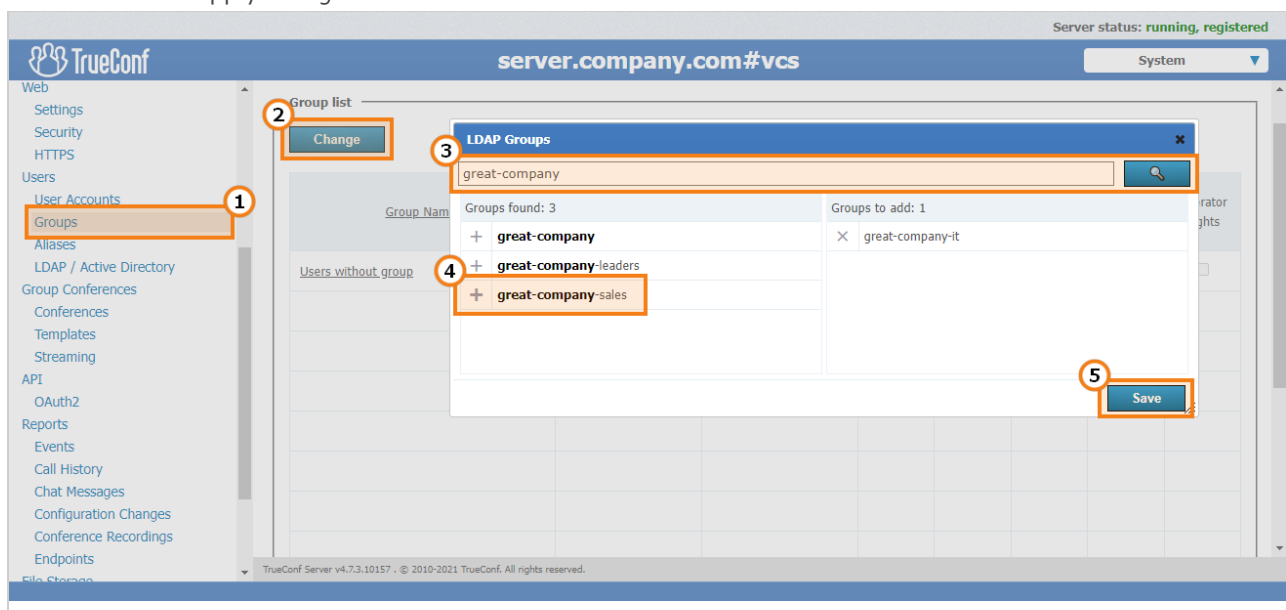 Server status: running, registered
TrueConf
server.company.com#vcs
System
Web
Settings
Security
HTTPS
Users
User Accounts
Groups
Aliases
LDAP / Active Directory
Group Conferences
Conferences
Templates
Streaming
API
OAuth2
Reports
Events
Call History
Chat Messages
Configuration Changes
Conference Recordings
Endpoints
File Storage
1
Group list
2
Change
Group Nam
rator
ghts
Users without group
LDAP Groups
3
great-company
Groups found: 3
Groups to add: 1
+ great-company
× great-company-it
+ great-company-leaders
4
+ great-company-sales
5
Save
TrueConf Server v4.7.3.10157 . © 2010-2021 TrueConf. All rights reserved.